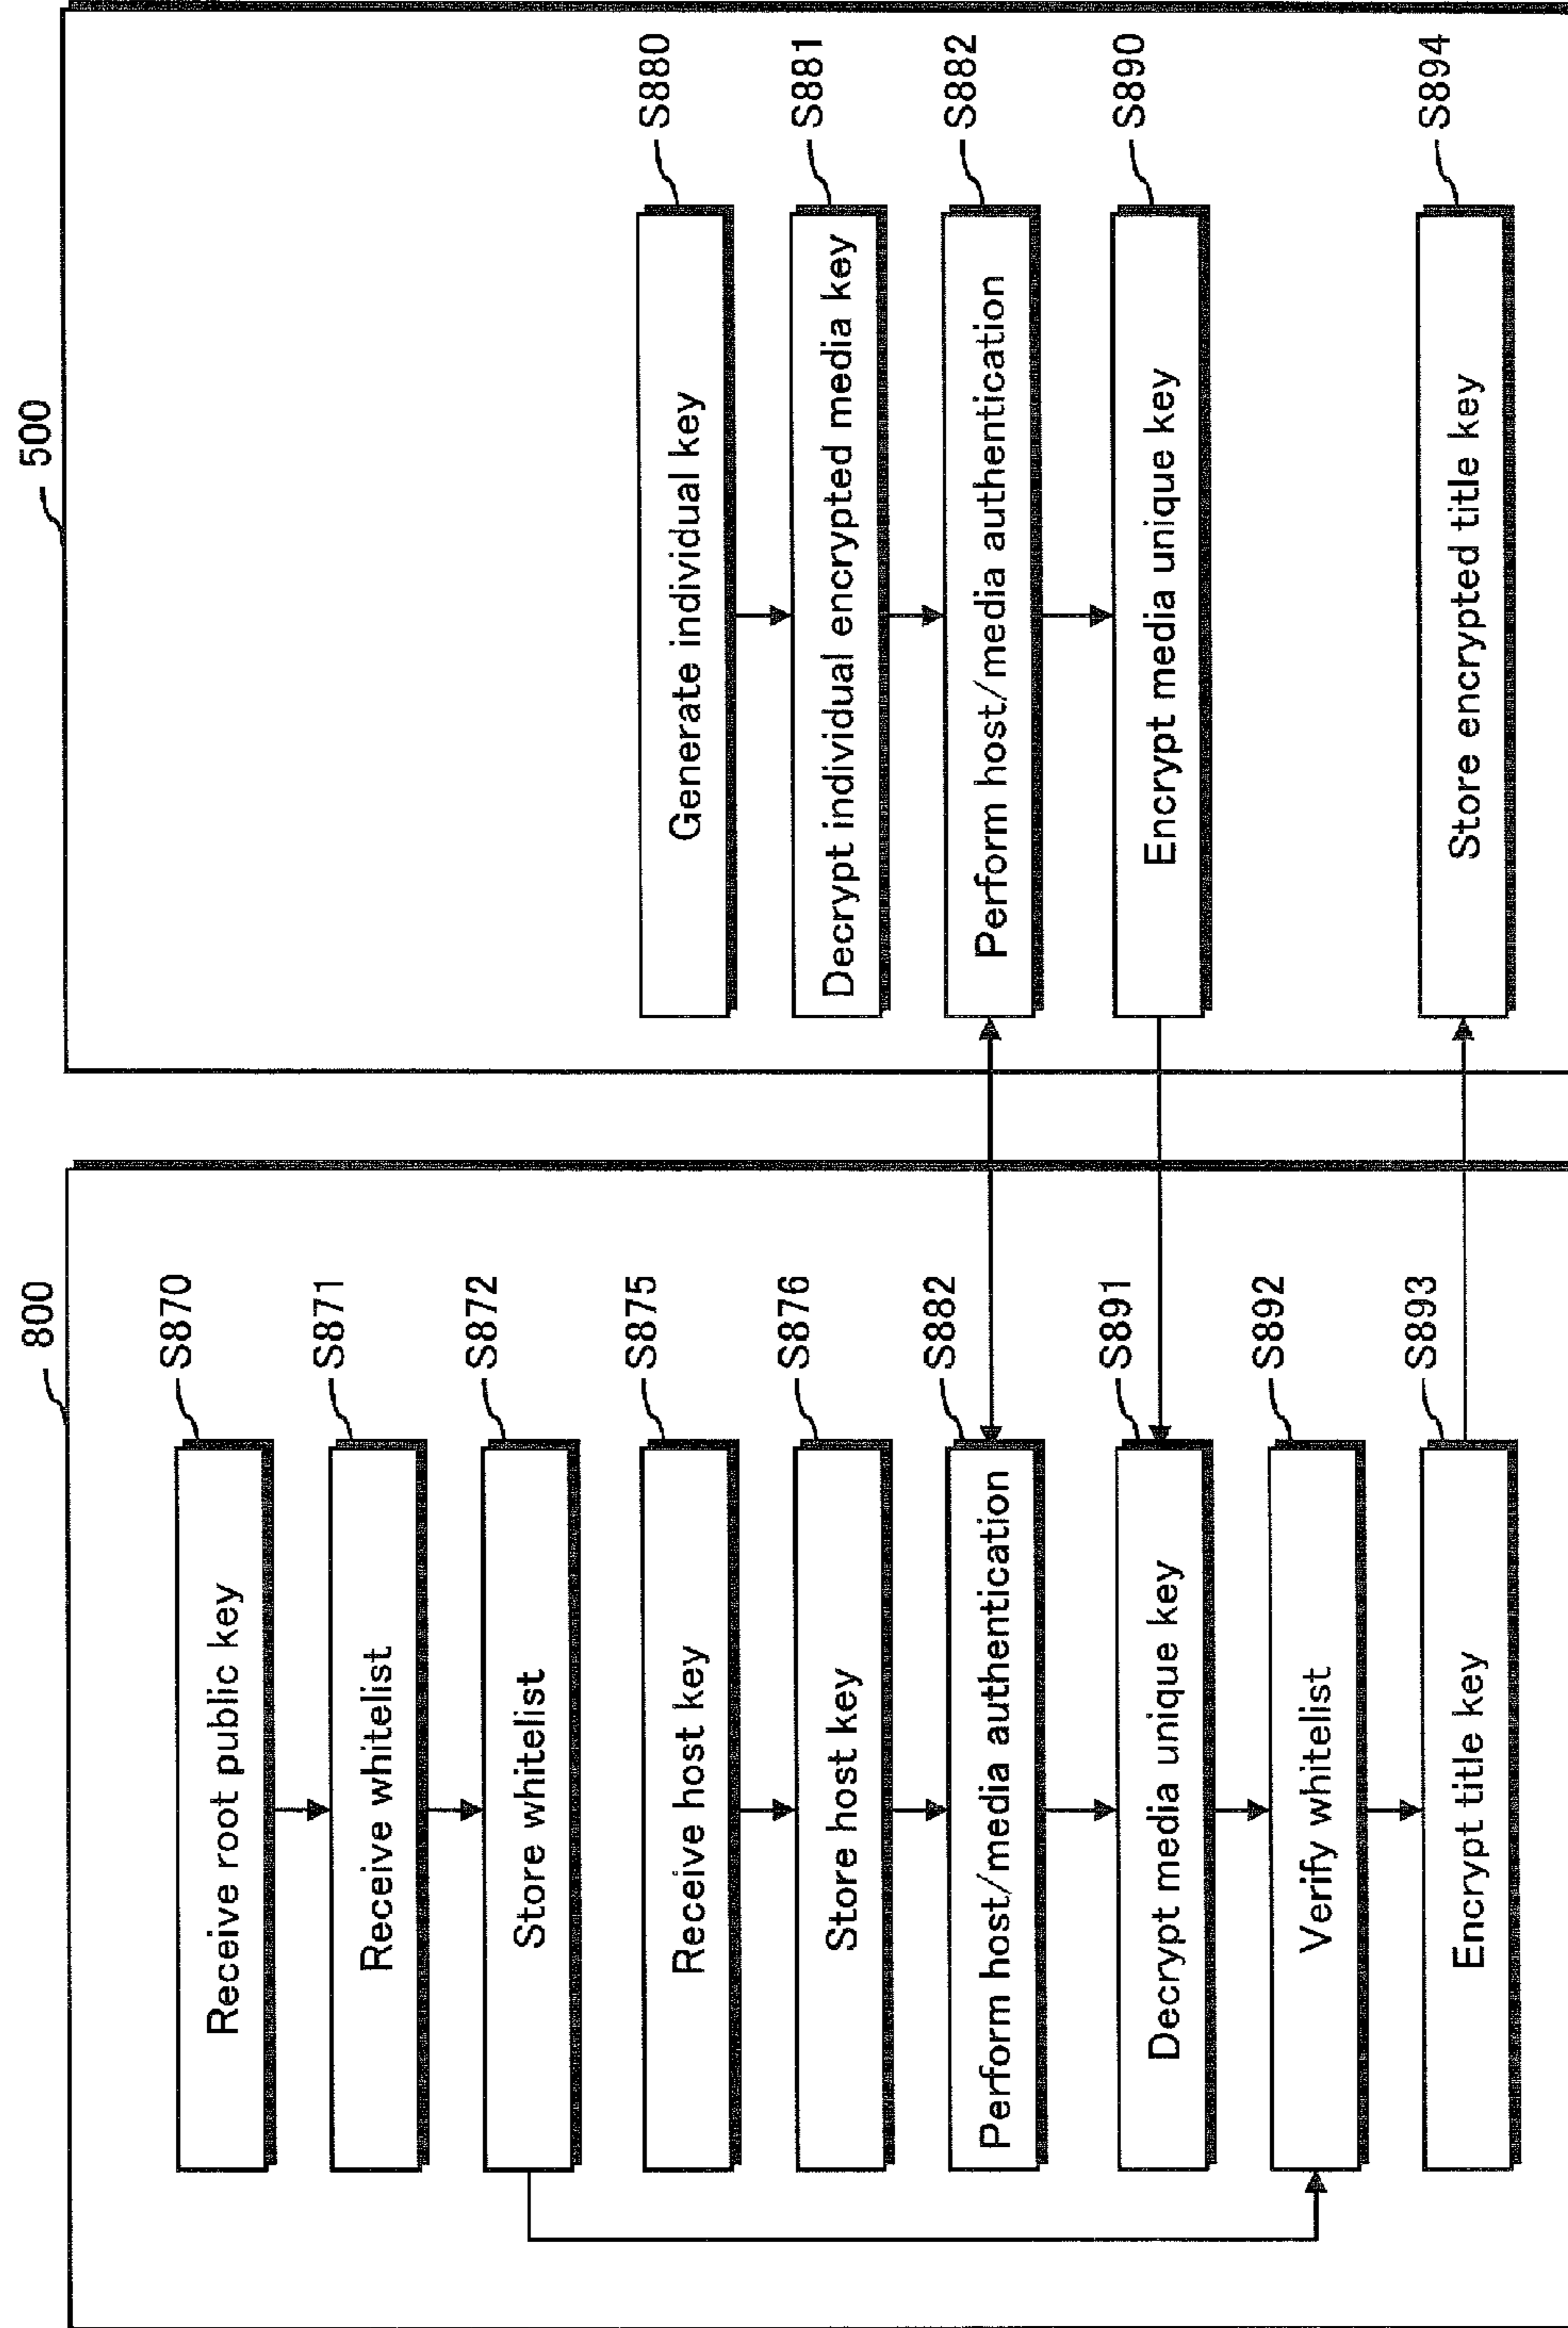 800
S870
Receive root public key
S871
Receive whitelist
S872
Store whitelist
S875
Receive host key
S876
Store host key
S882
Perform host/media authentication
S891
Decrypt media unique key
S892
Verify whitelist
S893
Encrypt title key
500
S880
Generate individual key
S881
Decrypt individual encrypted media key
S882
Perform host/media authentication
S890
Encrypt media unique key
S894
Store encrypted title key